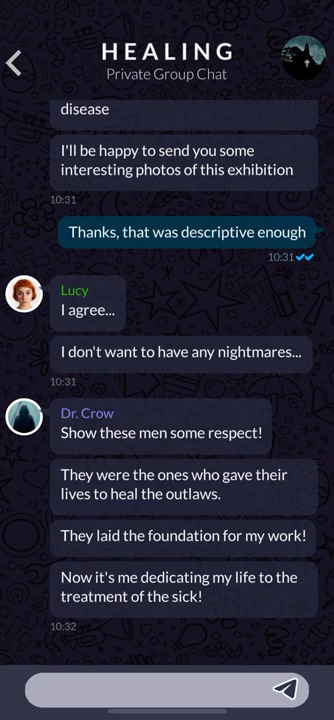 HEALING
Private Group Chat
disease
I'll be happy to send you some
interesting photos of this exhibition
10:31
Thanks, that was descriptive enough
10:31
Lucy
I agree...
I don't want to have any nightmares...
10:31
Dr. Crow
Show these men some respect!
They were the ones who gave their
lives to heal the outlaws.
They laid the foundation for my work!
Now it's me dedicating my life to the
treatment of the sick!
10:32